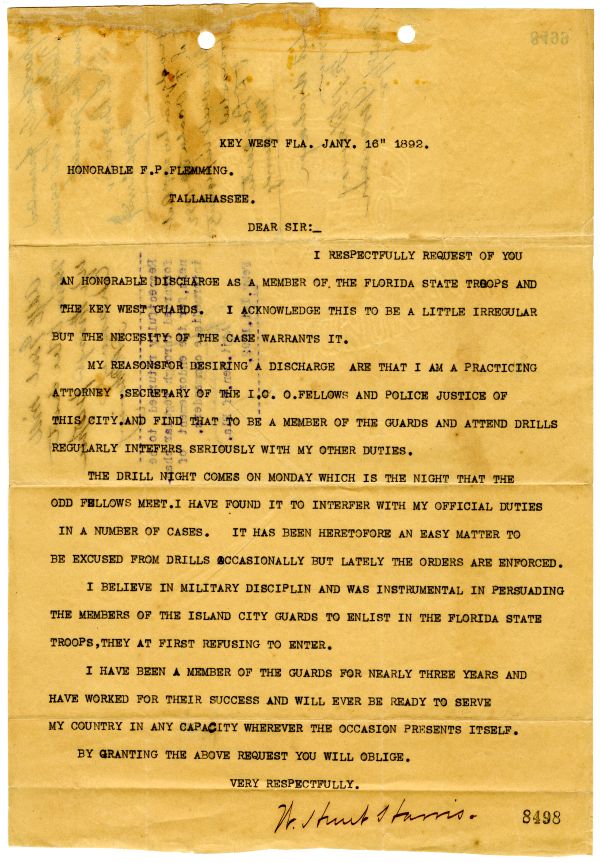 KEY WEST FLA. JANY. 16" 1892.
HONORABLE F.P.FLEMMING.
TALLAHASSEE.
DEAR SIR:_
I RESPECTFULLY REQUEST OF YOU
AN HONORABLE DISCHARGE AS A MEMBER OF THE FLORIDA STATE TROOPS AND
THE KEY WEST GUARDS. I ACKNOWLEDGE THIS TO BE A LITTLE IRREGULAR
BUT THE NECESITY OF THE CASE WARRANTS IT.
MY REASONSFOR DESIRING A DISCHARGE ARE THAT I AM A PRACTICING
ATTORNEY ,SECRETARY OF THE I.O. O.FELLOWS AND POLICE JUSTICE OF
THIS CITY.AND FIND THAT TO BE A MEMBER OF THE GUARDS AND ATTEND DRILLS
REGULARLY INTEFERS SERIOUSLY WITH MY OTHER DUTIES.
THE DRILL NIGHT COMES ON MONDAY WHICH IS THE NIGHT THAT THE
ODD FELLOWS MEET.I HAVE FOUND IT TO INTERFER WITH MY OFFICIAL DUTIES
IN A NUMBER OF CASES. IT HAS BEEN HERETOFORE AN EASY MATTER TO
BE EXCUSED FROM DRILLS OCCASIONALLY BUT LATELY THE ORDERS ARE ENFORCED.
I BELIEVE IN MILITARY DISCIPLIN AND WAS INSTRUMENTAL IN PERSUADING
THE MEMBERS OF THE ISLAND CITY GUARDS TO ENLIST IN THE FLORIDA STATE
TROOPS,THEY AT FIRST REFUSING TO ENTER.
I HAVE BEEN A MEMBER OF THE GUARDS FOR NEARLY THREE YEARS AND
HAVE WORKED FOR THEIR SUCCESS AND WILL EVER BE READY TO SERVE
MY COUNTRY IN ANY CAPACITY WHEREVER THE OCCASION PRESENTS ITSELF.
BY GRANTING THE ABOVE REQUEST YOU WILL OBLIGE.
VERY RESPECTFULLY.
W. Hunt Harris.
8498